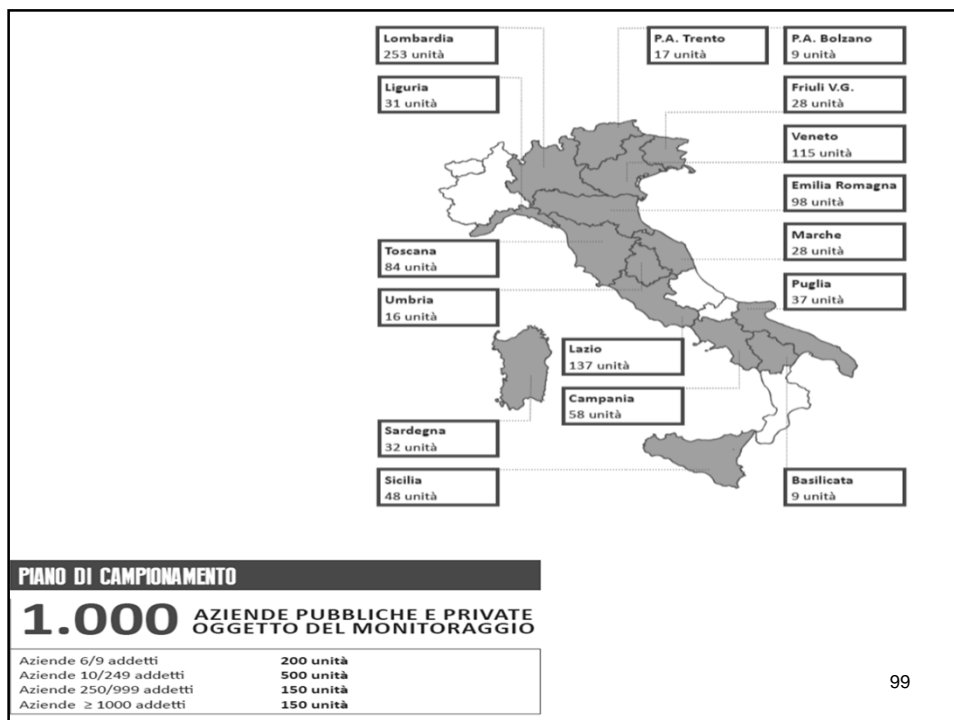 Lombardia
253 unità
P.A. Trento
17 unità
P.A. Bolzano
9 unità
Liguria
31 unità
Friuli V.G.
28 unità
Veneto
115 unità
Emilia Romagna
98 unità
Marche
28 unità
Toscana
84 unità
Puglia
37 unità
Umbria
16 unità
Lazio
137 unità
Campania
58 unità
Sardegna
32 unità
Sicilia
48 unità
Basilicata
9 unità
PIANO DI CAMPIONAMENTO
1.000 AZIENDE PUBBLICHE E PRIVATE
OGGETTO DEL MONITORAGGIO
Aziende 6/9 addetti 200 unità
Aziende 10/249 addetti 500 unità
Aziende 250/999 addetti 150 unità
Aziende ≥ 1000 addetti 150 unità
99